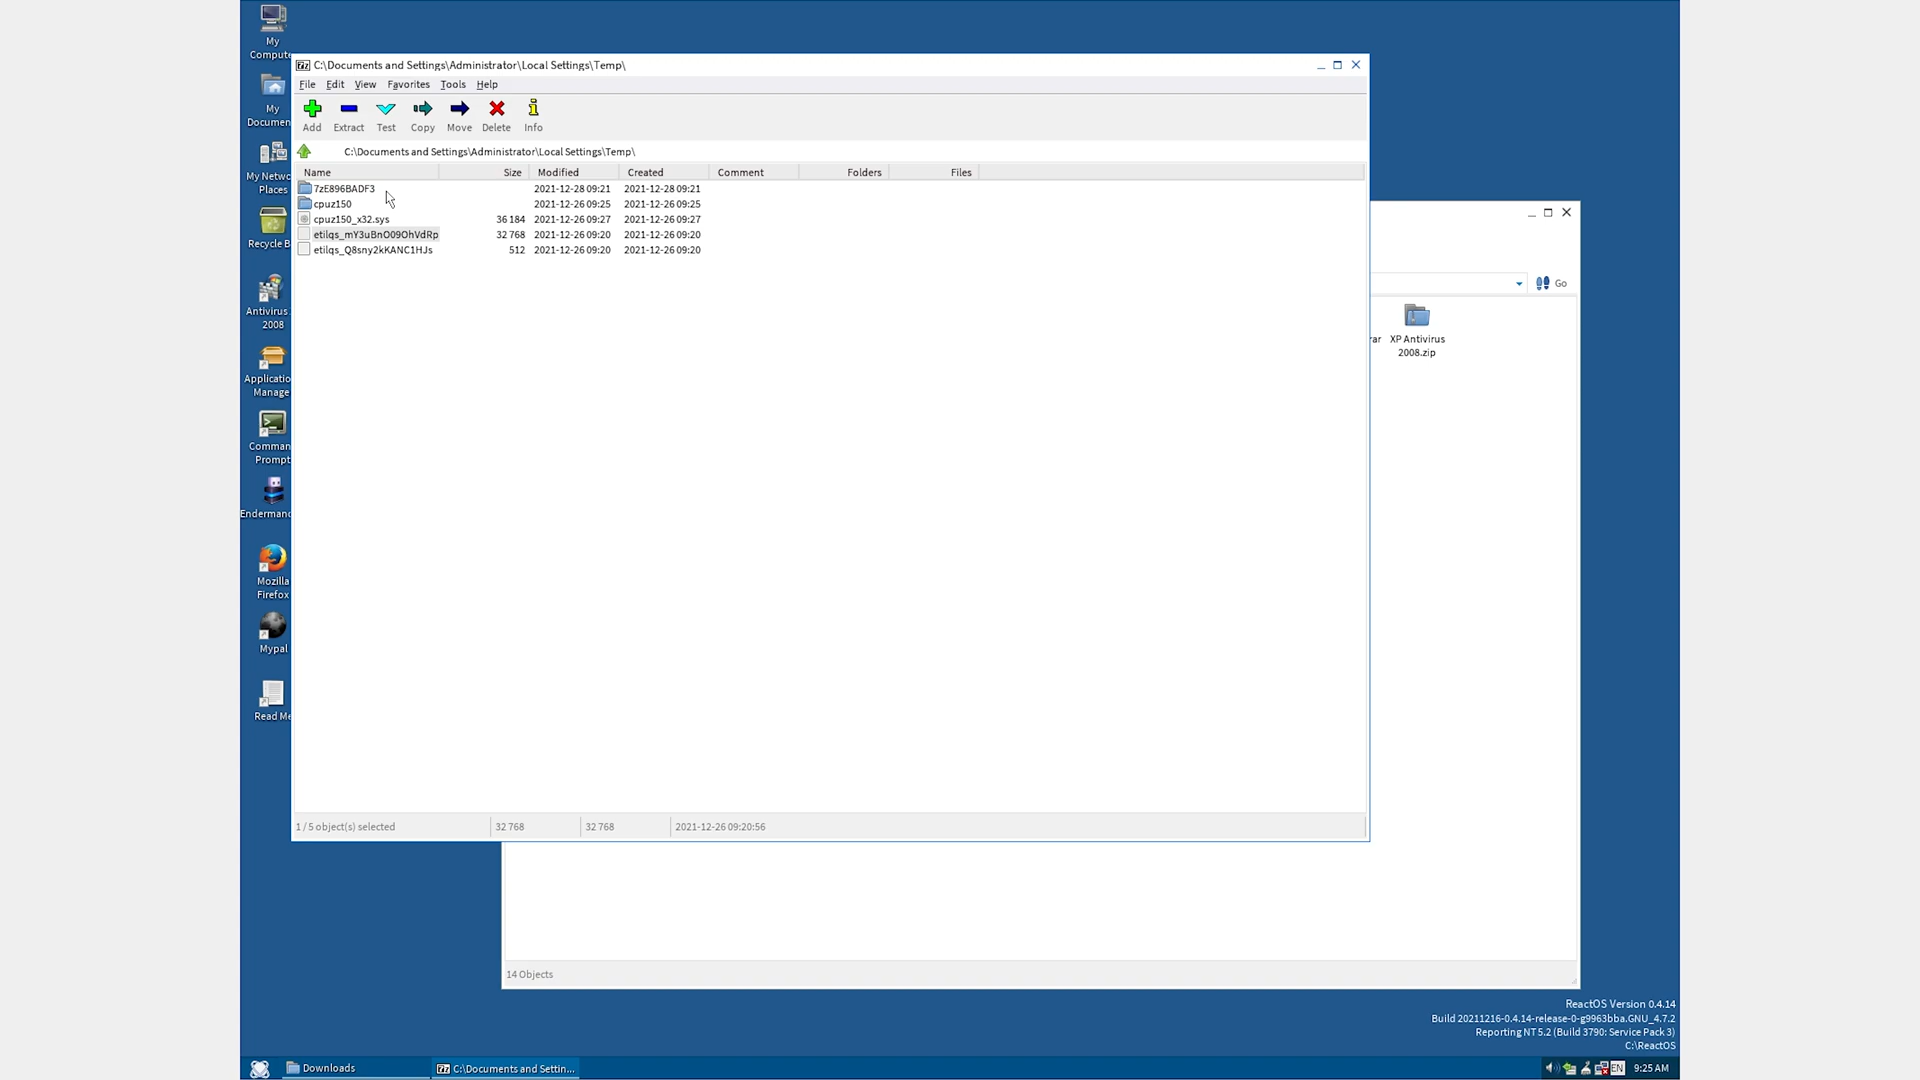 My
Compute
My
Documen
My Netwo
Places
Recycle B
Antivirus
2008
Applicatio
Manage
Comman
Prompt
Enderman
Mozilla
Firefox
Mypal
Read Me
C:\Documents and Settings\Administrator\Local Settings\Temp\
File Edit View Favorites Tools Help
Add Extract Test Copy Move Delete Info
C:\Documents and Settings\Administrator\Local Settings\Temp\
Name Size Modified Created Comment Folders Files
7zE896BADF3 2021-12-28 09:21 2021-12-28 09:21
cpuz150 2021-12-26 09:25 2021-12-26 09:25
cpuz150_x32.sys 36 184 2021-12-26 09:27 2021-12-26 09:27
etilqs_mY3uBnO09OhVdRp 32 768 2021-12-26 09:20 2021-12-26 09:20
etilqs_Q8sny2kKANC1HJs 512 2021-12-26 09:20 2021-12-26 09:20
1 / 5 object(s) selected 32 768 32 768 2021-12-26 09:20:56
Go
rar
XP Antivirus
2008.zip
14 Objects
ReactOS Version 0.4.14
Build 20211216-0.4.14-release-0-g9963bba.GNU_4.7.2
Reporting NT 5.2 (Build 3790: Service Pack 3)
C:\ReactOS
Downloads
C:\Documents and Settin...
EN
9:25 AM